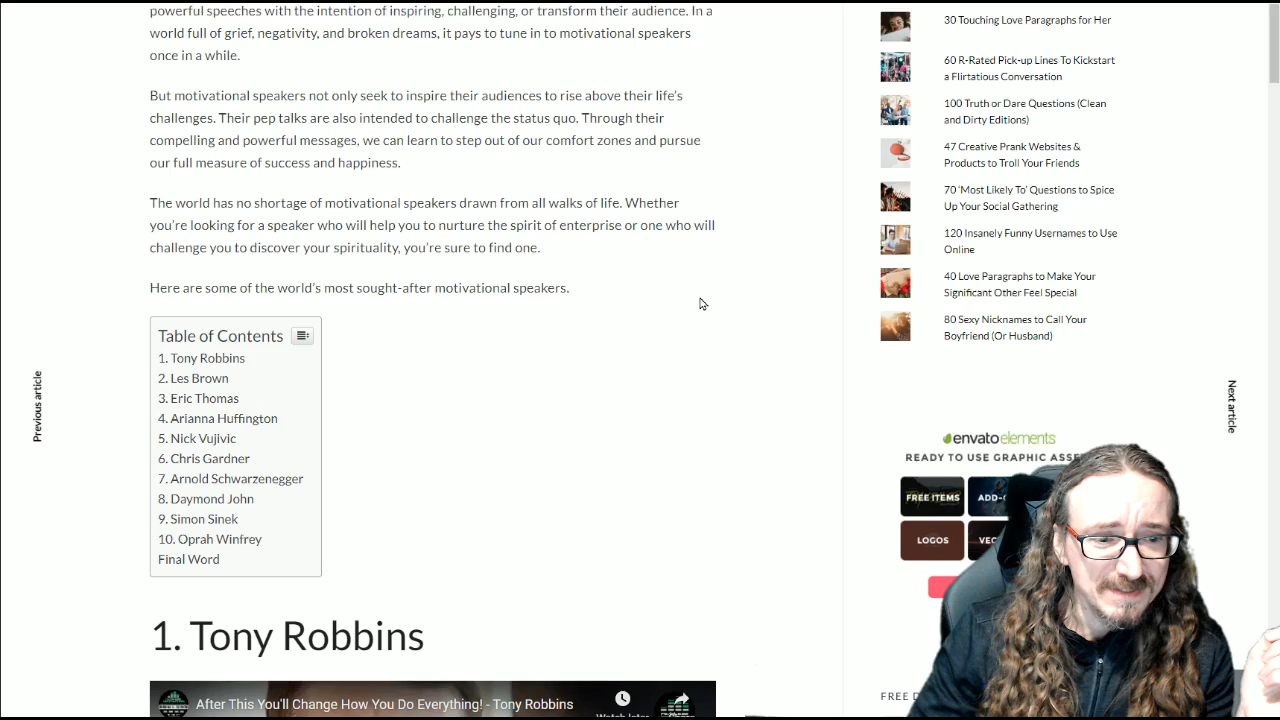 powerful speeches with the intention of inspiring, challenging, or transform their audience. In a
world full of grief, negativity, and broken dreams, it pays to tune in to motivational speakers
once in a while.
But motivational speakers not only seek to inspire their audiences to rise above their life's
challenges. Their pep talks are also intended to challenge the status quo. Through their
compelling and powerful messages, we can learn to step out of our comfort zones and pursue
our full measure of success and happiness.
The world has no shortage of motivational speakers drawn from all walks of life. Whether
you're looking for a speaker who will help you to nurture the spirit of enterprise or one who will
challenge you to discover your spirituality, you're sure to find one.
Here are some of the world's most sought-after motivational speakers.
Table of Contents
1. Tony Robbins
2. Les Brown
3. Eric Thomas
4. Arianna Huffington
5. Nick Vujivic
6. Chris Gardner
7. Arnold Schwarzenegger
8. Daymond John
9. Simon Sinek
10. Oprah Winfrey
Final Word
1. Tony Robbins
After This You'll Change How You Do Everything! - Tony Robbins
Previous article
30 Touching Love Paragraphs for Her
60 R-Rated Pick-up Lines To Kickstart
a Flirtatious Conversation
100 Truth or Dare Questions (Clean
and Dirty Editions)
47 Creative Prank Websites &
Products to Troll Your Friends
70 'Most Likely To' Questions to Spice
Up Your Social Gathering
120 Insanely Funny Usernames to Use
Online
40 Love Paragraphs to Make Your
Significant Other Feel Special
80 Sexy Nicknames to Call Your
Boyfriend (Or Husband)
Next article
envato elements
READY TO USE GRAPHIC ASSE
FREE ITEMS
ADD-
LOGOS
VEC
FREE D